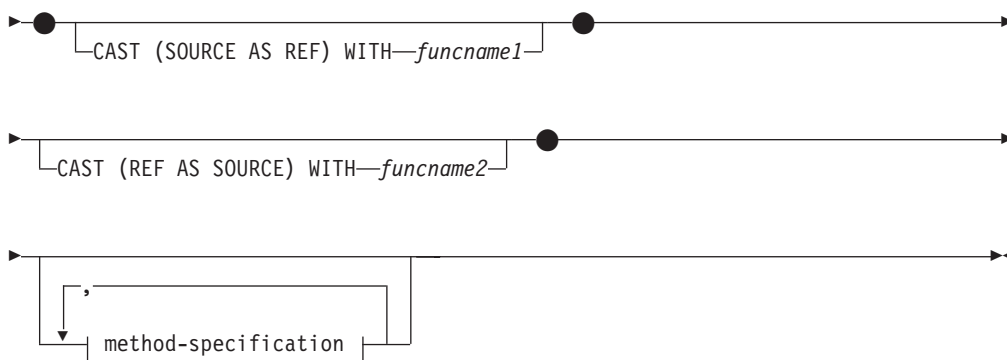 CAST (SOURCE AS REF) WITH funcname1
CAST (REF AS SOURCE) WITH funcname2
,
method-specification